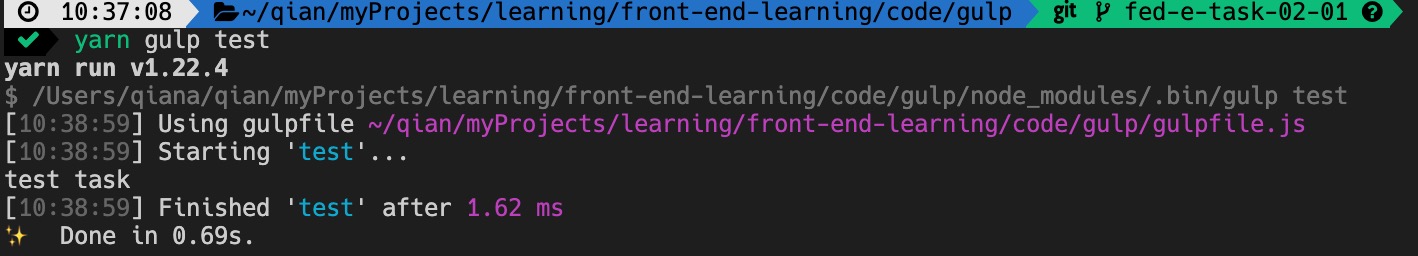 10:37:08 ~/qian/myProjects/learning/front-end-learning/code/gulp git fed-e-task-02-01 ?
✔ yarn gulp test
yarn run v1.22.4
$ /Users/qiana/qian/myProjects/learning/front-end-learning/code/gulp/node_modules/.bin/gulp test
[10:38:59] Using gulpfile ~/qian/myProjects/learning/front-end-learning/code/gulp/gulpfile.js
[10:38:59] Starting 'test'...
test task
[10:38:59] Finished 'test' after 1.62 ms
✨ Done in 0.69s.